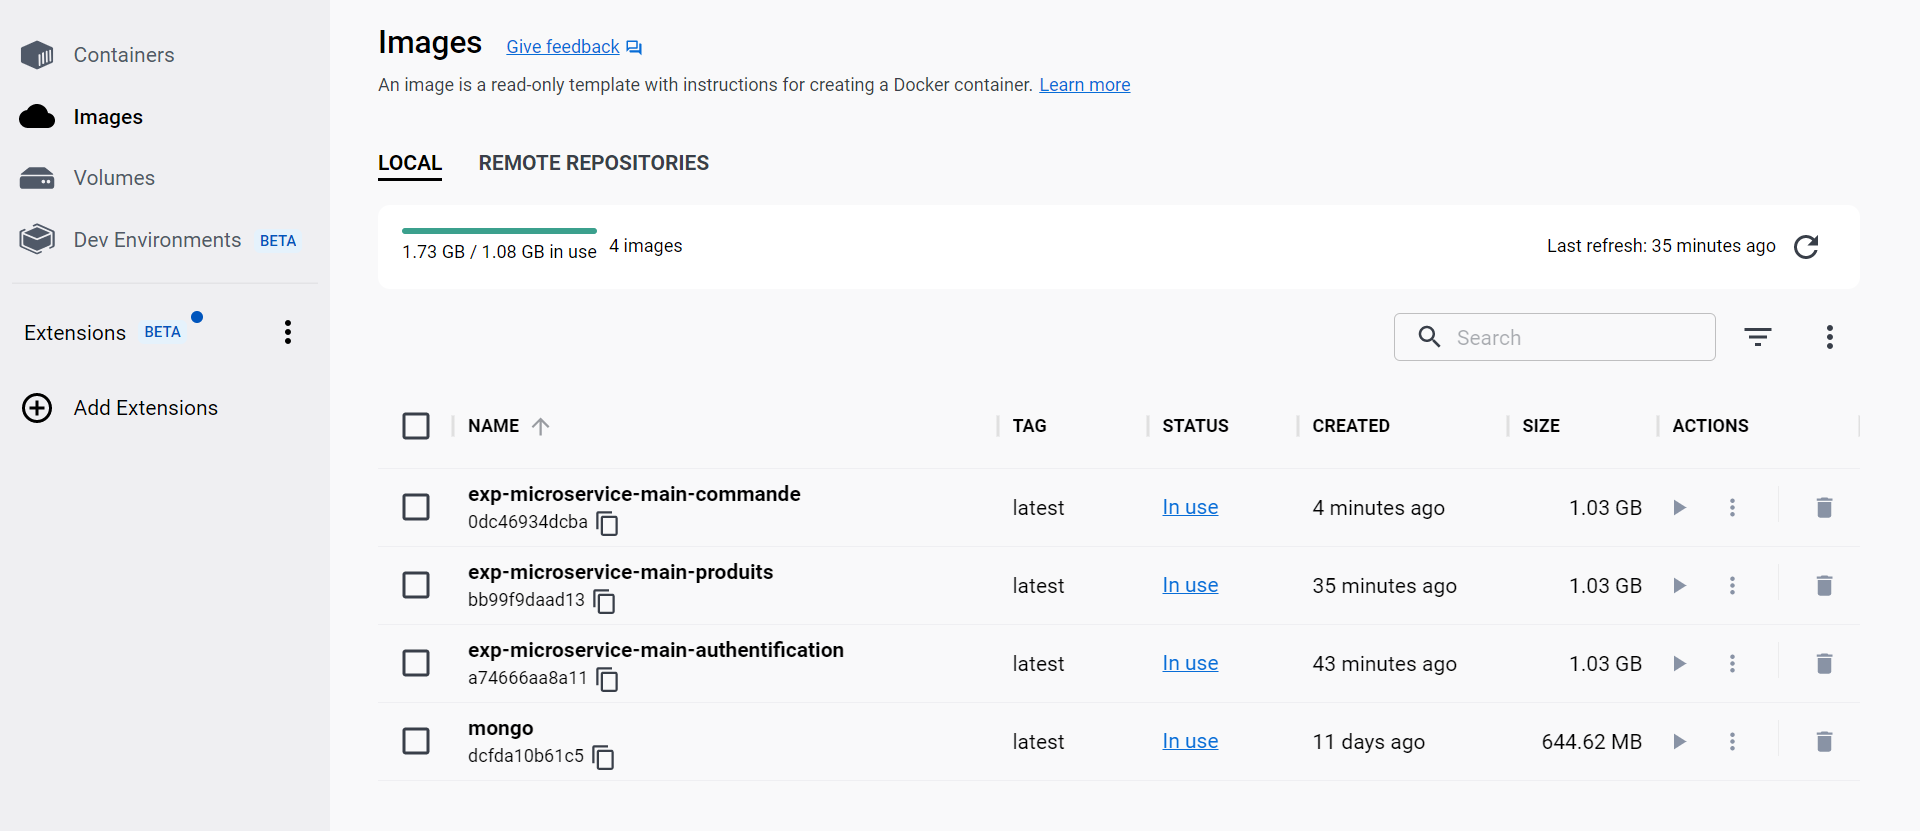 Containers
Images
Volumes
Dev Environments BETA
Extensions BETA
Add Extensions
Images Give feedback
An image is a read-only template with instructions for creating a Docker container. Learn more
LOCAL REMOTE REPOSITORIES
1.73 GB / 1.08 GB in use 4 images Last refresh: 35 minutes ago
Search
NAME TAG STATUS CREATED SIZE ACTIONS
exp-microservice-main-commande
0dc46934dcba
latest In use 4 minutes ago 1.03 GB
exp-microservice-main-produits
bb99f9daad13
latest In use 35 minutes ago 1.03 GB
exp-microservice-main-authentification
a74666aa8a11
latest In use 43 minutes ago 1.03 GB
mongo
dcfda10b61c5
latest In use 11 days ago 644.62 MB